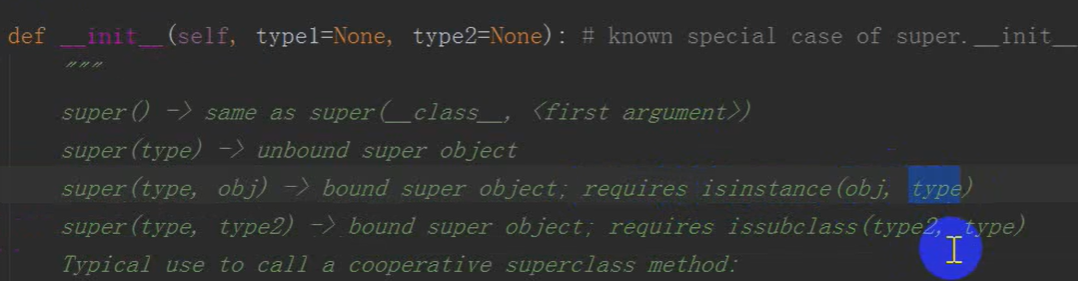 def __init__(self, type1=None, type2=None): # known special case of super.__init__
"""
super() -> same as super(__class__, <first argument>)
super(type) -> unbound super object
super(type, obj) -> bound super object; requires isinstance(obj, type)
super(type, type2) -> bound super object; requires issubclass(type2, type)
Typical use to call a cooperative superclass method: